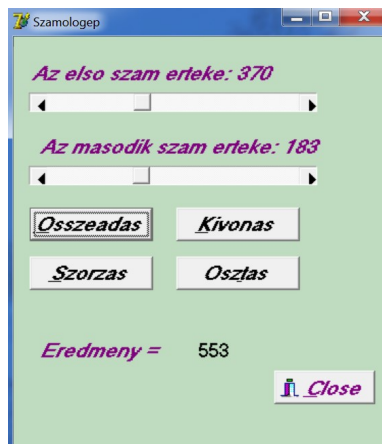 Szamologep
Az elso szam erteke: 370
Az masodik szam erteke: 183
Osszeadas Kivonas
Szorzas Osztas
Eredmeny = 553
Close